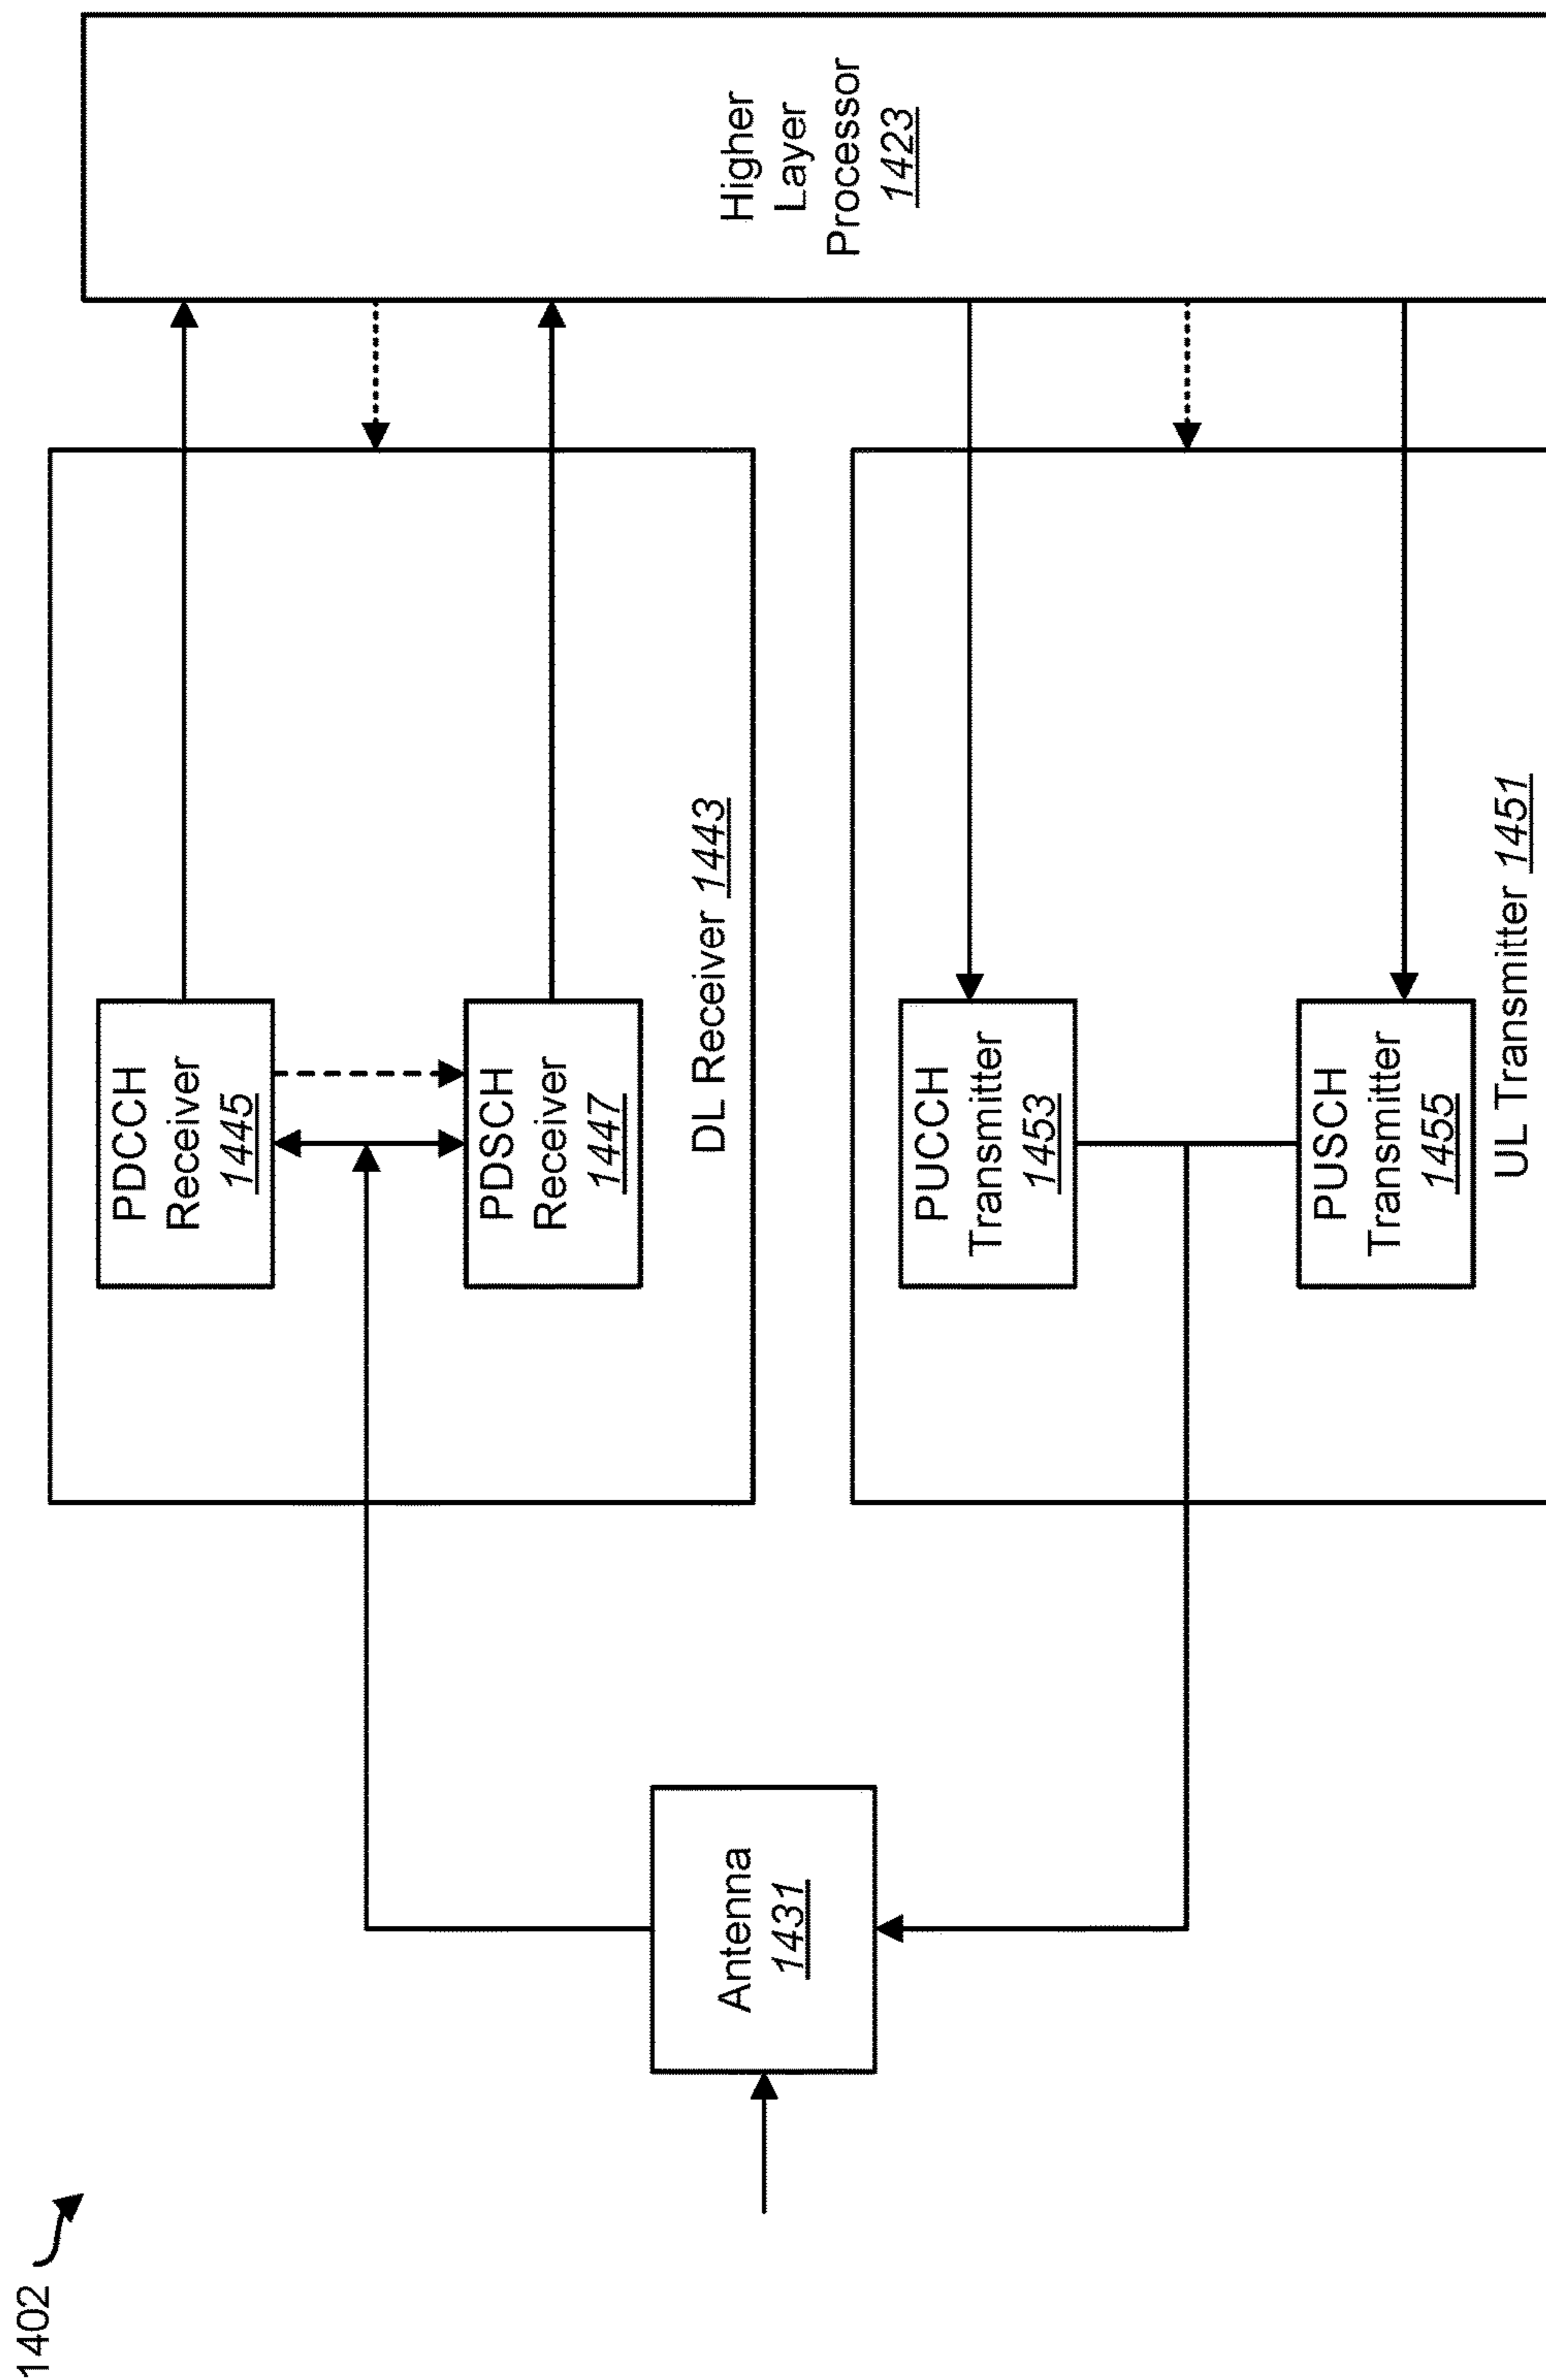 1402
Antenna
1431
PDCCH
Receiver
1445
PDSCH
Receiver
1447
DL Receiver 1443
PUCCH
Transmitter
1453
PUSCH
Transmitter
1455
UL Transmitter 1451
Higher
Layer
Processor
1423